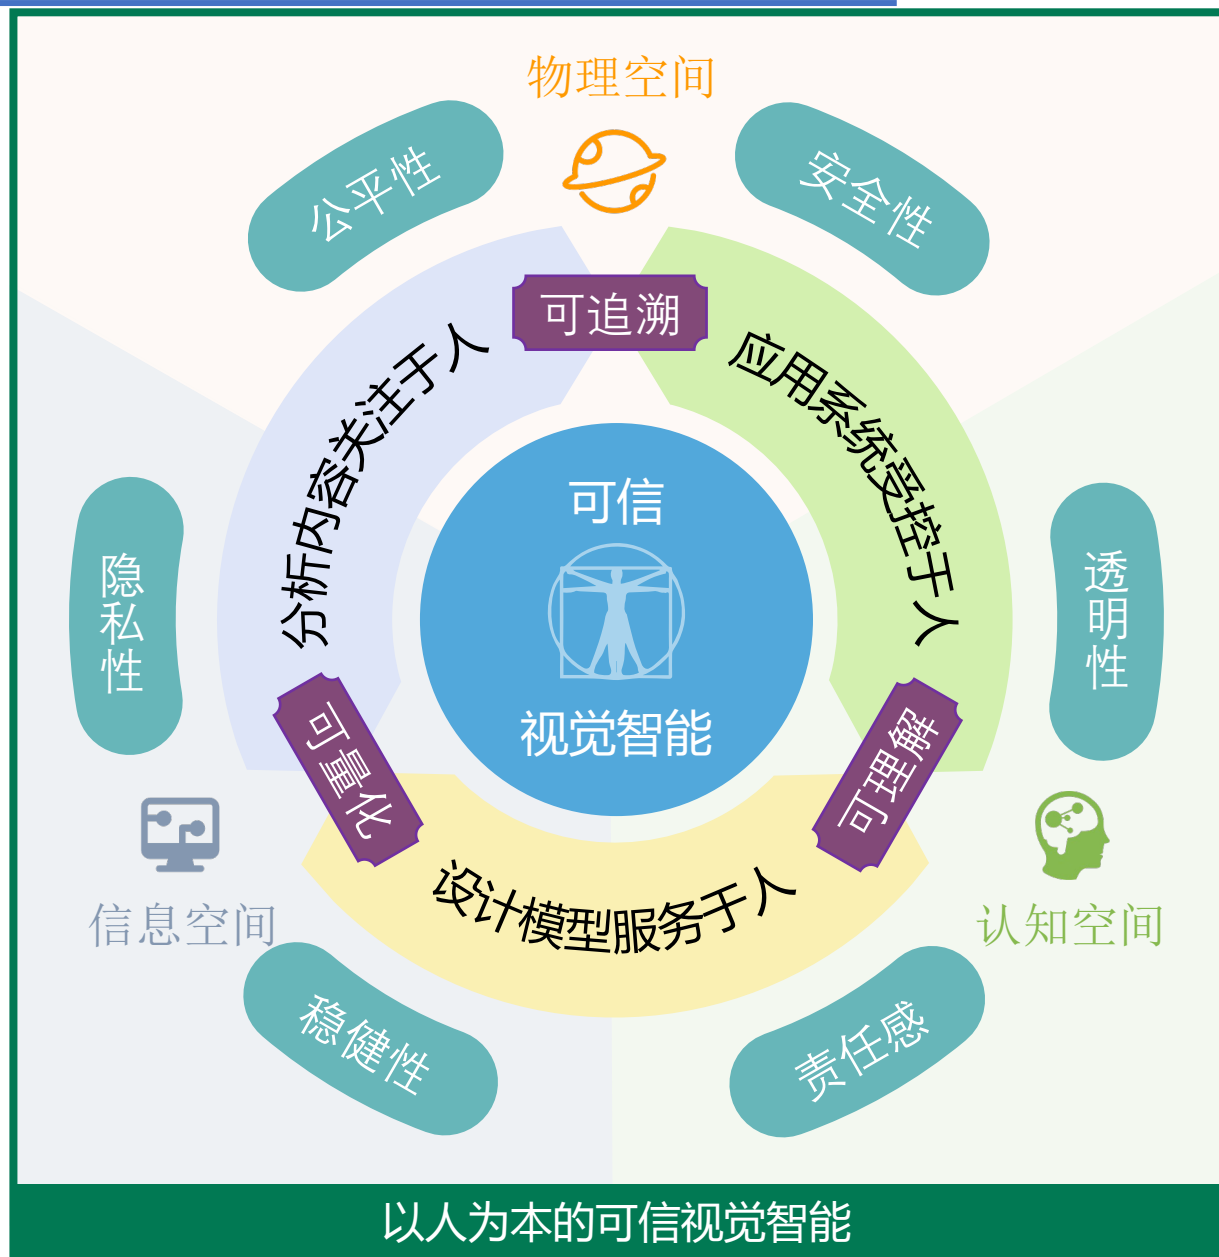 物理空间
公平性
安全性
可追溯
分析内容关注于人
应用系统受控于人
可信
视觉智能
隐私性
透明性
可量化
可理解
设计模型服务于人
信息空间
认知空间
稳健性
责任感
以人为本的可信视觉智能